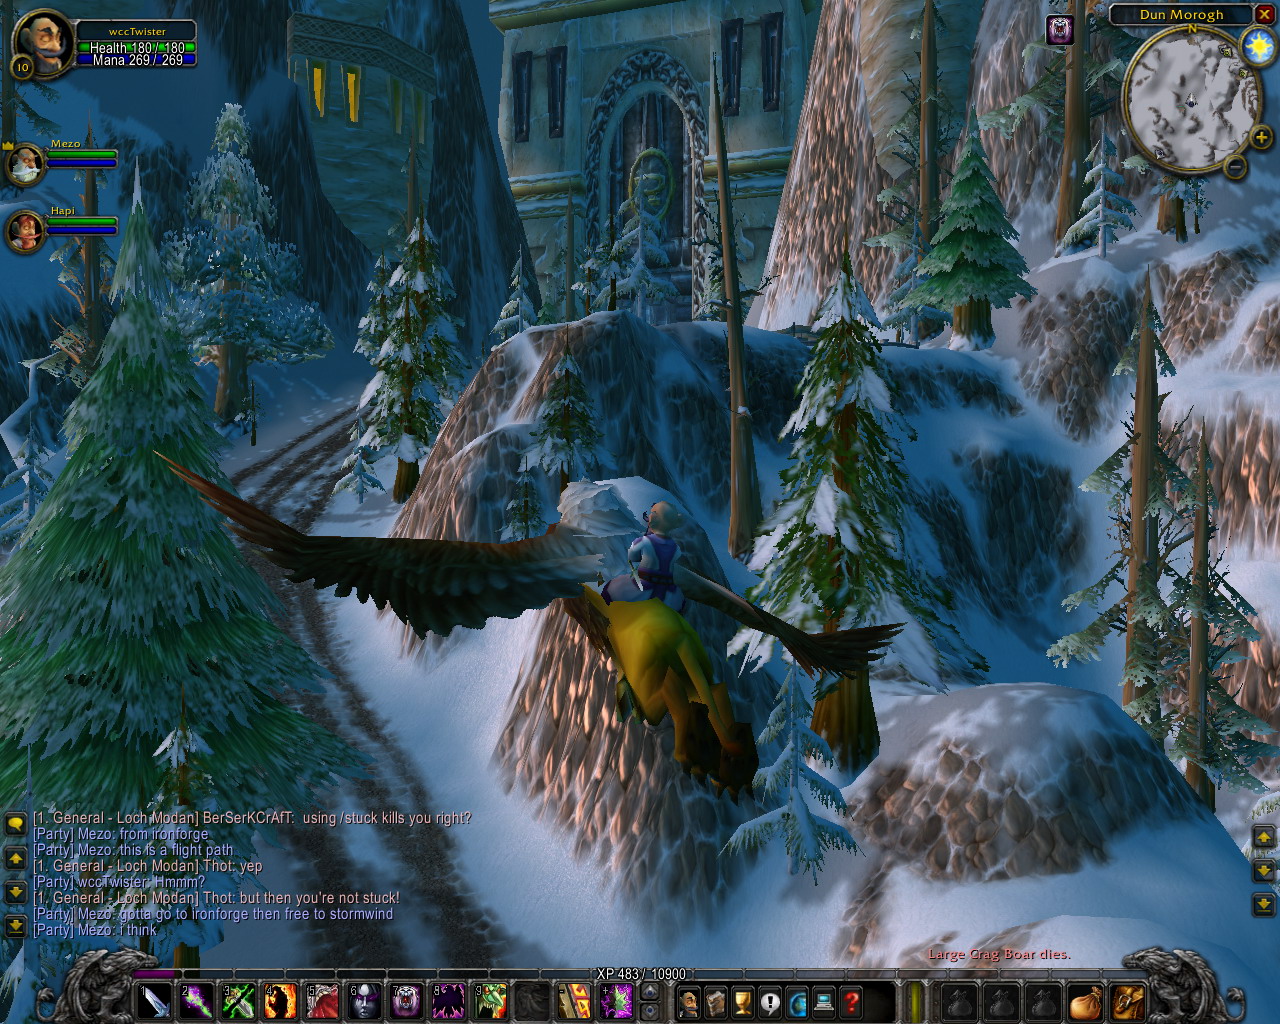 wccTwister
Health 180 / 180
Mana 269 / 269
10
Mezo
Hapi
Dun Morogh
N
[1. General - Loch Modan] BerSerKCrAfT: using /stuck kills you right?
[Party] Mezo: from ironforge
[Party] Mezo: this is a flight path
[1. General - Loch Modan] Thot: yep
[Party] wccTwister: Hmmm?
[1. General - Loch Modan] Thot: but then you're not stuck!
[Party] Mezo: gotta go to ironforge then free to stormwind
[Party] Mezo: i think
Large Crag Boar dies.
XP 483 / 10900
1 2 3 4 5 6 7 8 9 - +